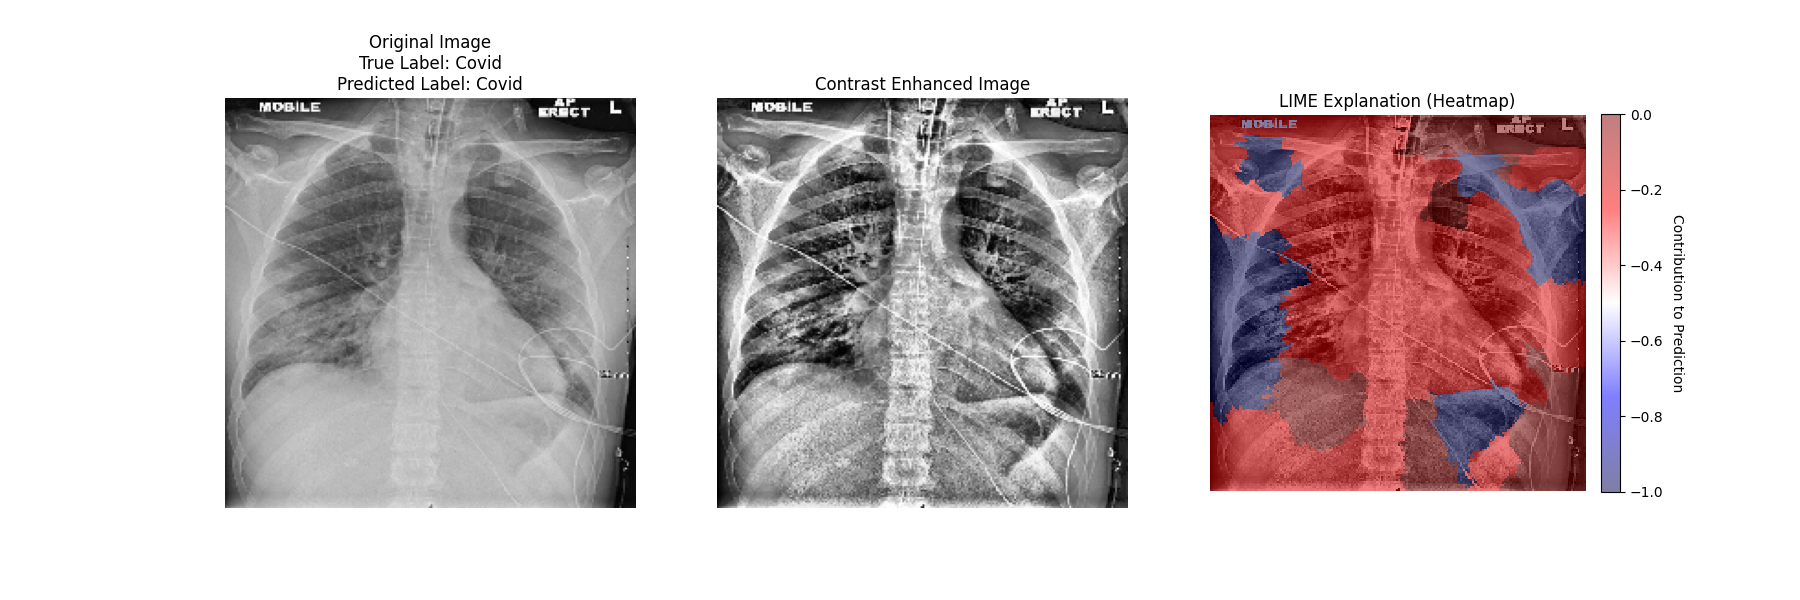 Original Image
True Label: Covid
Predicted Label: Covid
MOBILE
AP
ERECT
L
Contrast Enhanced Image
MOBILE
AP
ERECT
L
LIME Explanation (Heatmap)
MOBILE
AP
ERECT
L
0.0
−0.2
−0.4
−0.6
−0.8
−1.0
Contribution to Prediction